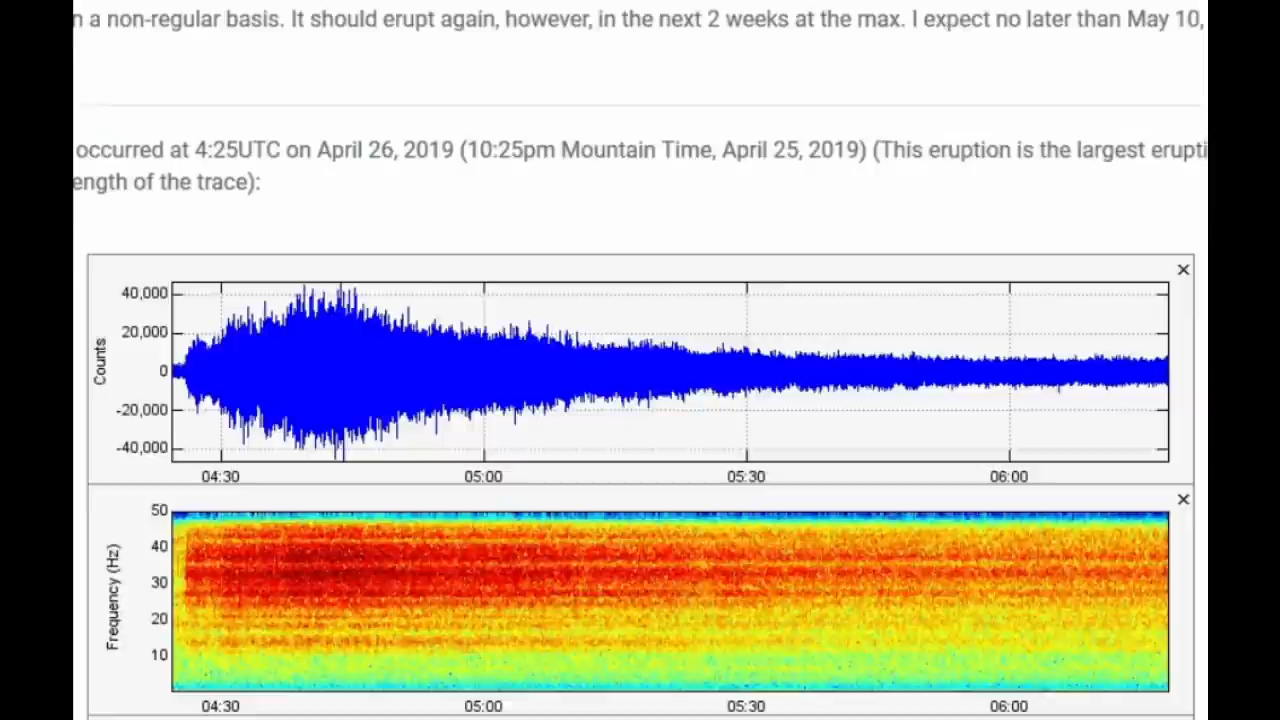 n a non-regular basis. It should erupt again, however, in the next 2 weeks at the max. I expect no later than May 10,
occurred at 4:25UTC on April 26, 2019 (10:25pm Mountain Time, April 25, 2019) (This eruption is the largest erupti
ength of the trace):
40,000
20,000
0
-20,000
-40,000
Counts
04:30 05:00 05:30 06:00
50
40
30
20
10
Frequency (Hz)
04:30 05:00 05:30 06:00